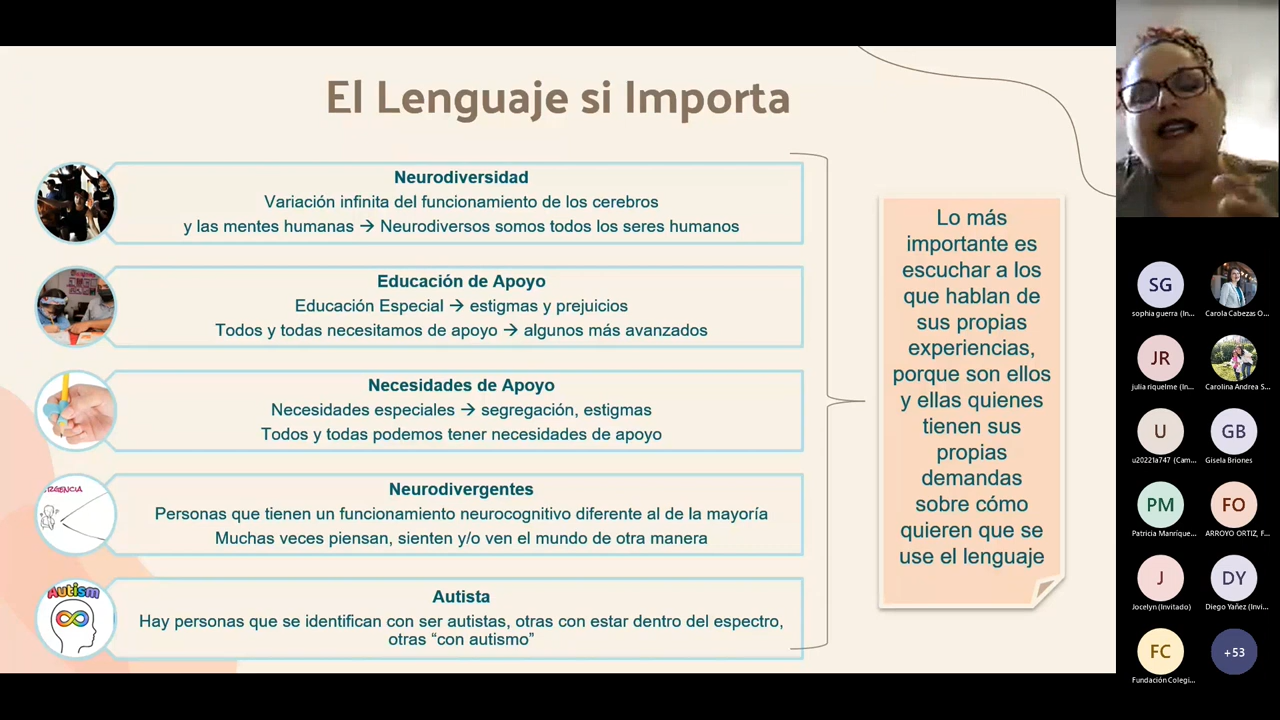 El Lenguaje si Importa
Neurodiversidad
Variación infinita del funcionamiento de los cerebros
y las mentes humanas → Neurodiversos somos todos los seres humanos
Educación de Apoyo
Educación Especial → estigmas y prejuicios
Todos y todas necesitamos de apoyo → algunos más avanzados
Necesidades de Apoyo
Necesidades especiales → segregación, estigmas
Todos y todas podemos tener necesidades de apoyo
RGENCIA
Neurodivergentes
Personas que tienen un funcionamiento neurocognitivo diferente al de la mayoría
Muchas veces piensan, sienten y/o ven el mundo de otra manera
Autism
Autista
Hay personas que se identifican con ser autistas, otras con estar dentro del espectro,
otras “con autismo”
Lo más
importante es
escuchar a los
que hablan de
sus propias
experiencias,
porque son ellos
y ellas quienes
tienen sus
propias
demandas
sobre cómo
quieren que se
use el lenguaje
SG
sophia guerra (In...
Carola Cabezas O...
JR
julia riquelme (In...
Carolina Andrea S...
U
u20221a747 (Cam...
GB
Gisela Briones
PM
Patricia Manrique...
FO
ARROYO ORTIZ, F...
J
Jocelyn (Invitado)
DY
Diego Yañez (Invi...
FC
Fundación Colegi...
+53